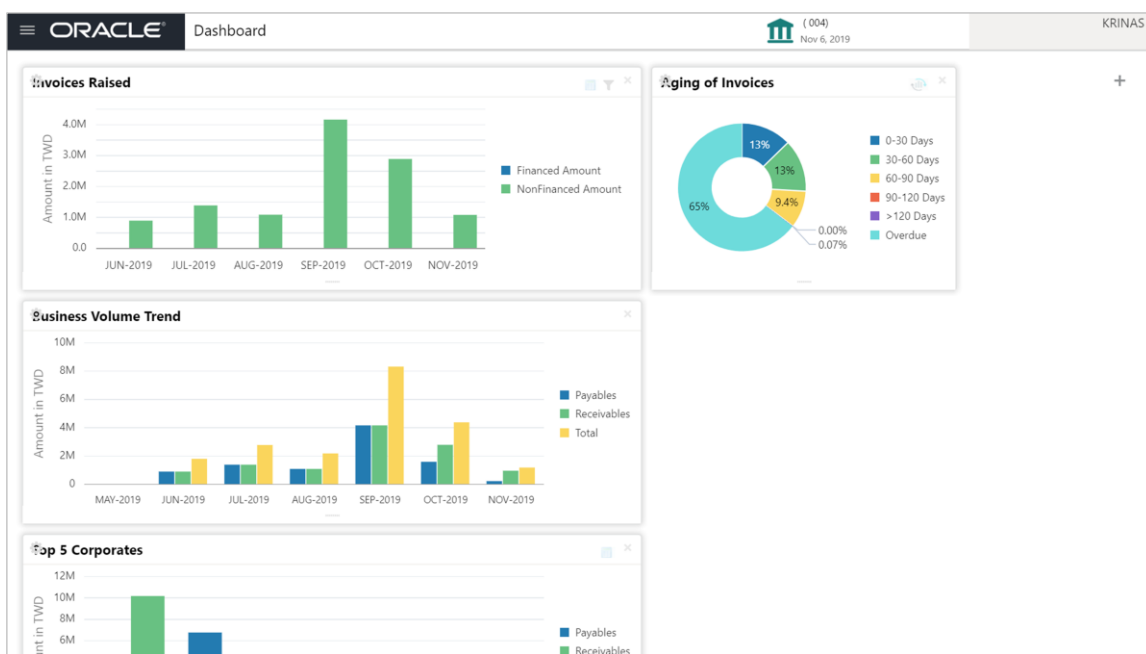 ORACLE
Dashboard
( 004)
Nov 6, 2019
KRINAS
Invoices Raised
Amount in TWD
4.0M
3.0M
2.0M
1.0M
0.0
JUN-2019 JUL-2019 AUG-2019 SEP-2019 OCT-2019 NOV-2019
Financed Amount
NonFinanced Amount
Aging of Invoices
13%
13%
9.4%
65%
0.00%
0.07%
0-30 Days
30-60 Days
60-90 Days
90-120 Days
>120 Days
Overdue
Business Volume Trend
Amount in TWD
10M
8M
6M
4M
2M
0
MAY-2019 JUN-2019 JUL-2019 AUG-2019 SEP-2019 OCT-2019 NOV-2019
Payables
Receivables
Total
Top 5 Corporates
in TWD
12M
10M
8M
6M
Payables
Receivables